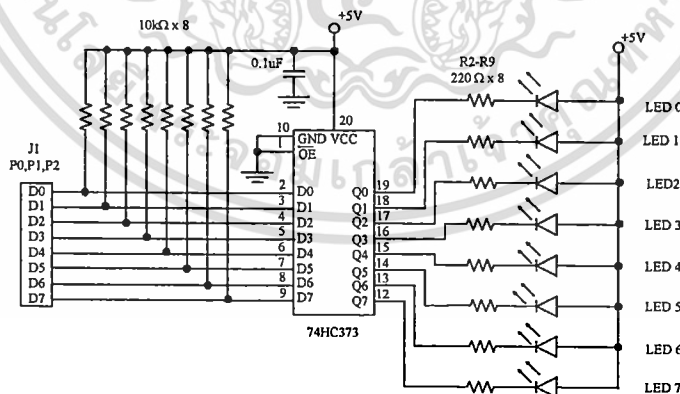 10kΩ x 8
+5V
+5V
0.1uF
R2-R9
220 Ω x 8
J1
P0,P1,P2
10
20
GND VCC
1
OE
D0
D1
D2
D3
D4
D5
D6
D7
2
3
4
5
6
7
8
9
D0
D1
D2
D3
D4
D5
D6
D7
Q0
Q1
Q2
Q3
Q4
Q5
Q6
Q7
19
18
17
16
15
14
13
12
74HC373
LED 0
LED 1
LED2
LED 3
LED 4
LED 5
LED 6
LED 7